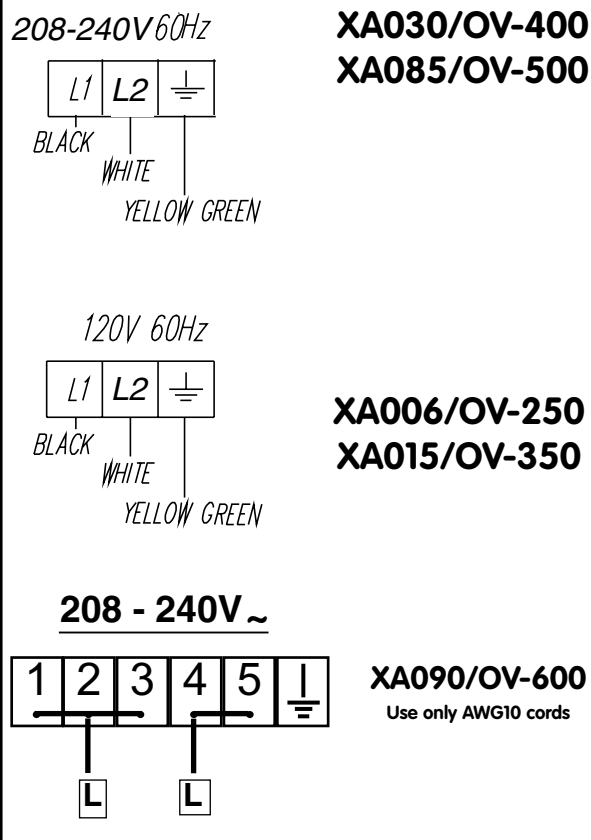 208-240V 60Hz
XA030/OV-400
XA085/OV-500
L1 L2
BLACK
WHITE
YELLOW GREEN
120V 60Hz
L1 L2
BLACK
WHITE
YELLOW GREEN
XA006/OV-250
XA015/OV-350
208 - 240V ~
1 2 3 4 5
L L
XA090/OV-600
Use only AWG10 cords